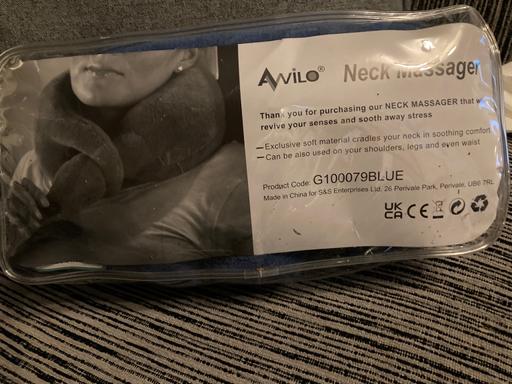 AVVILO® Neck Massager
Thank you for purchasing our NECK MASSAGER that
revive your senses and sooth away stress
— Exclusive soft material cradles your neck in soothing comfort
— Can be also used on your shoulders, legs and even waist
Product Code: G100079BLUE
Made in China for S&S Enterprises Ltd. 26 Perivale Park, Perivale, UB6 7RL
UK
CA CE